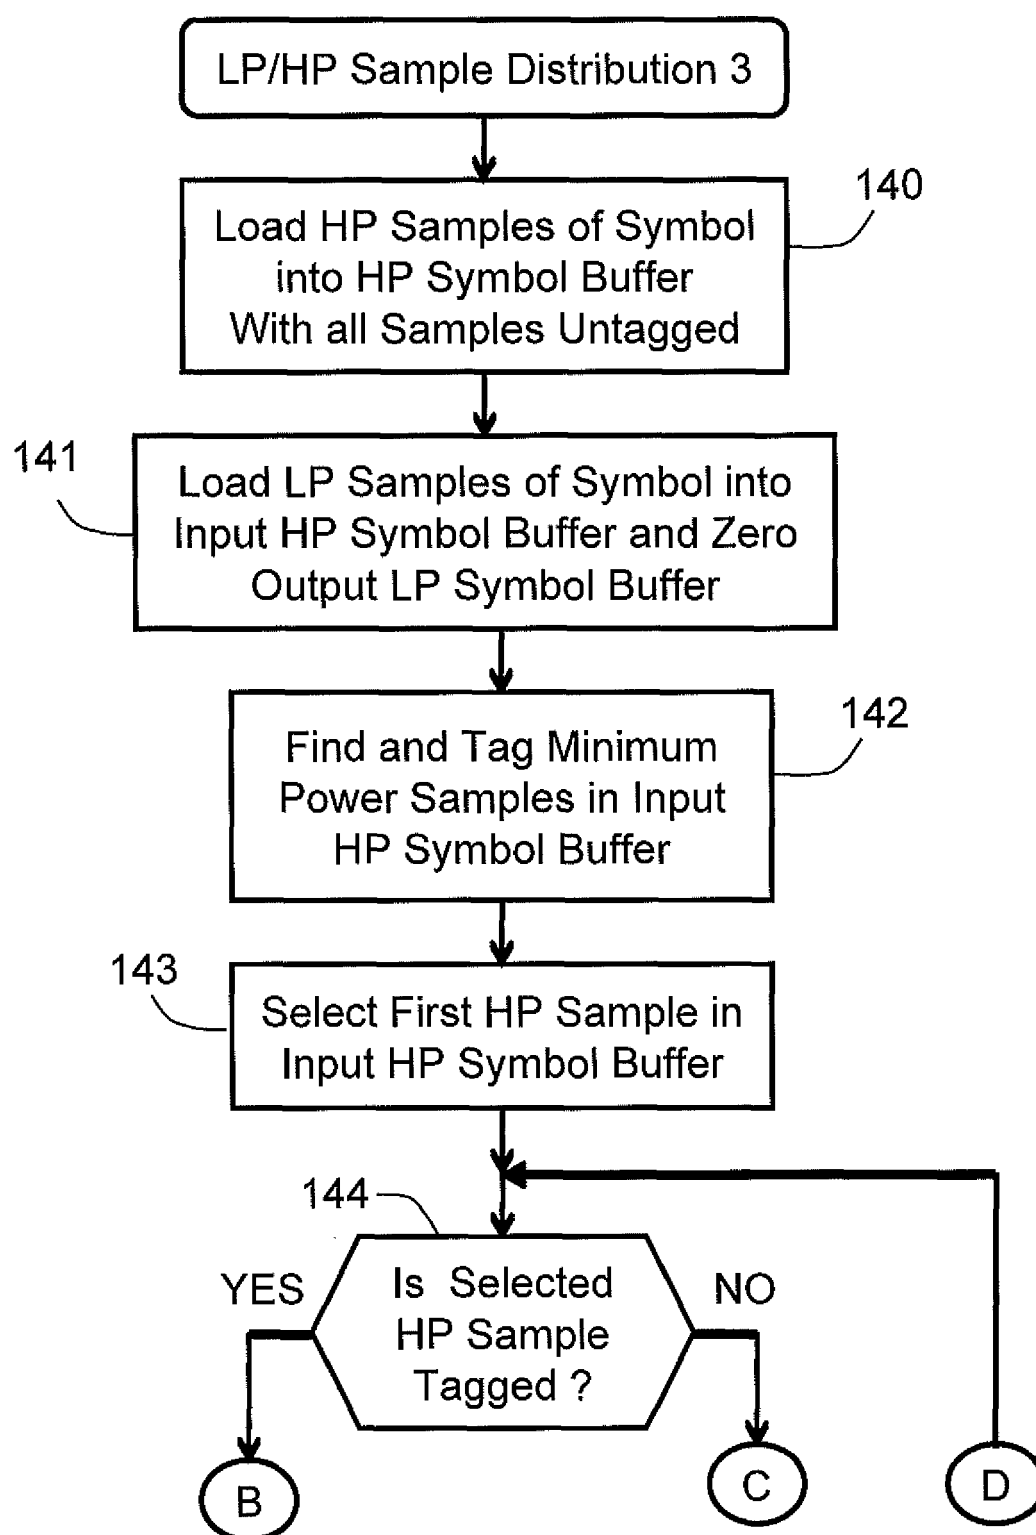 LP/HP Sample Distribution 3
140
Load HP Samples of Symbol
into HP Symbol Buffer
With all Samples Untagged
141
Load LP Samples of Symbol into
Input HP Symbol Buffer and Zero
Output LP Symbol Buffer
142
Find and Tag Minimum
Power Samples in Input
HP Symbol Buffer
143
Select First HP Sample in
Input HP Symbol Buffer
144
YES
Is Selected
HP Sample
Tagged ?
NO
B
C
D